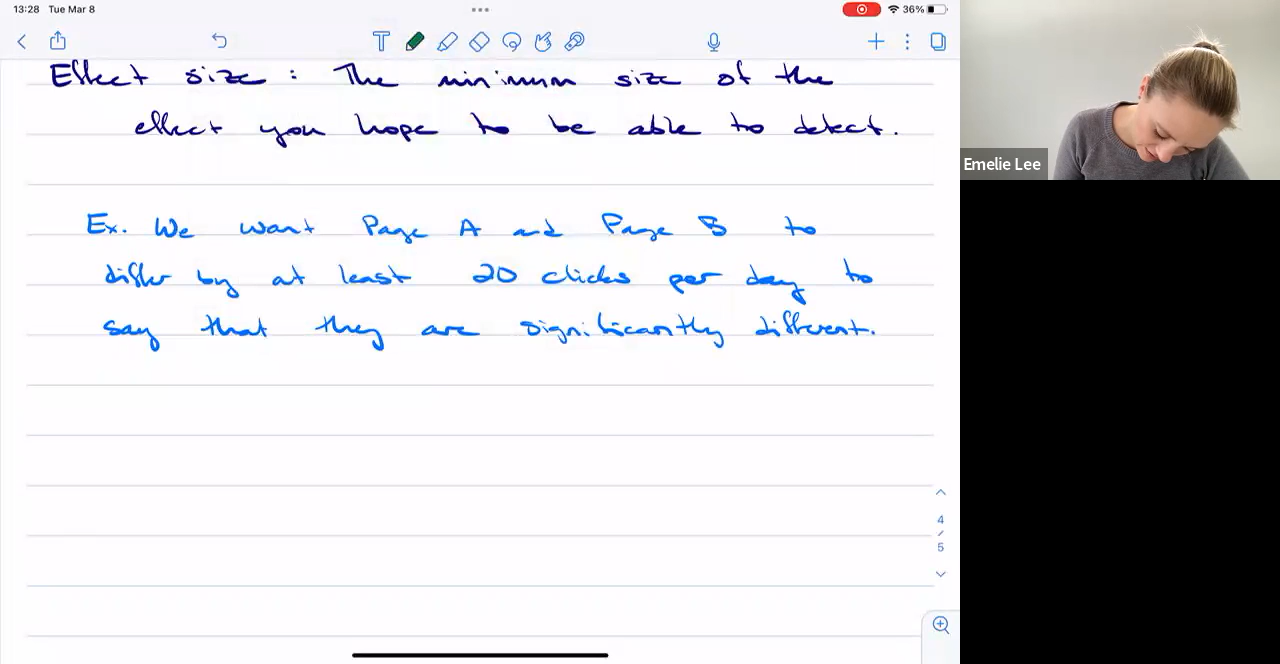 13:28 Tue Mar 8
36%
Effect size : The minimum size of the
effect you hope to be able to detect.
Ex. We want Page A and Page B to
differ by at least 20 clicks per day to
say that they are significantly different.
4
/
5
Emelie Lee